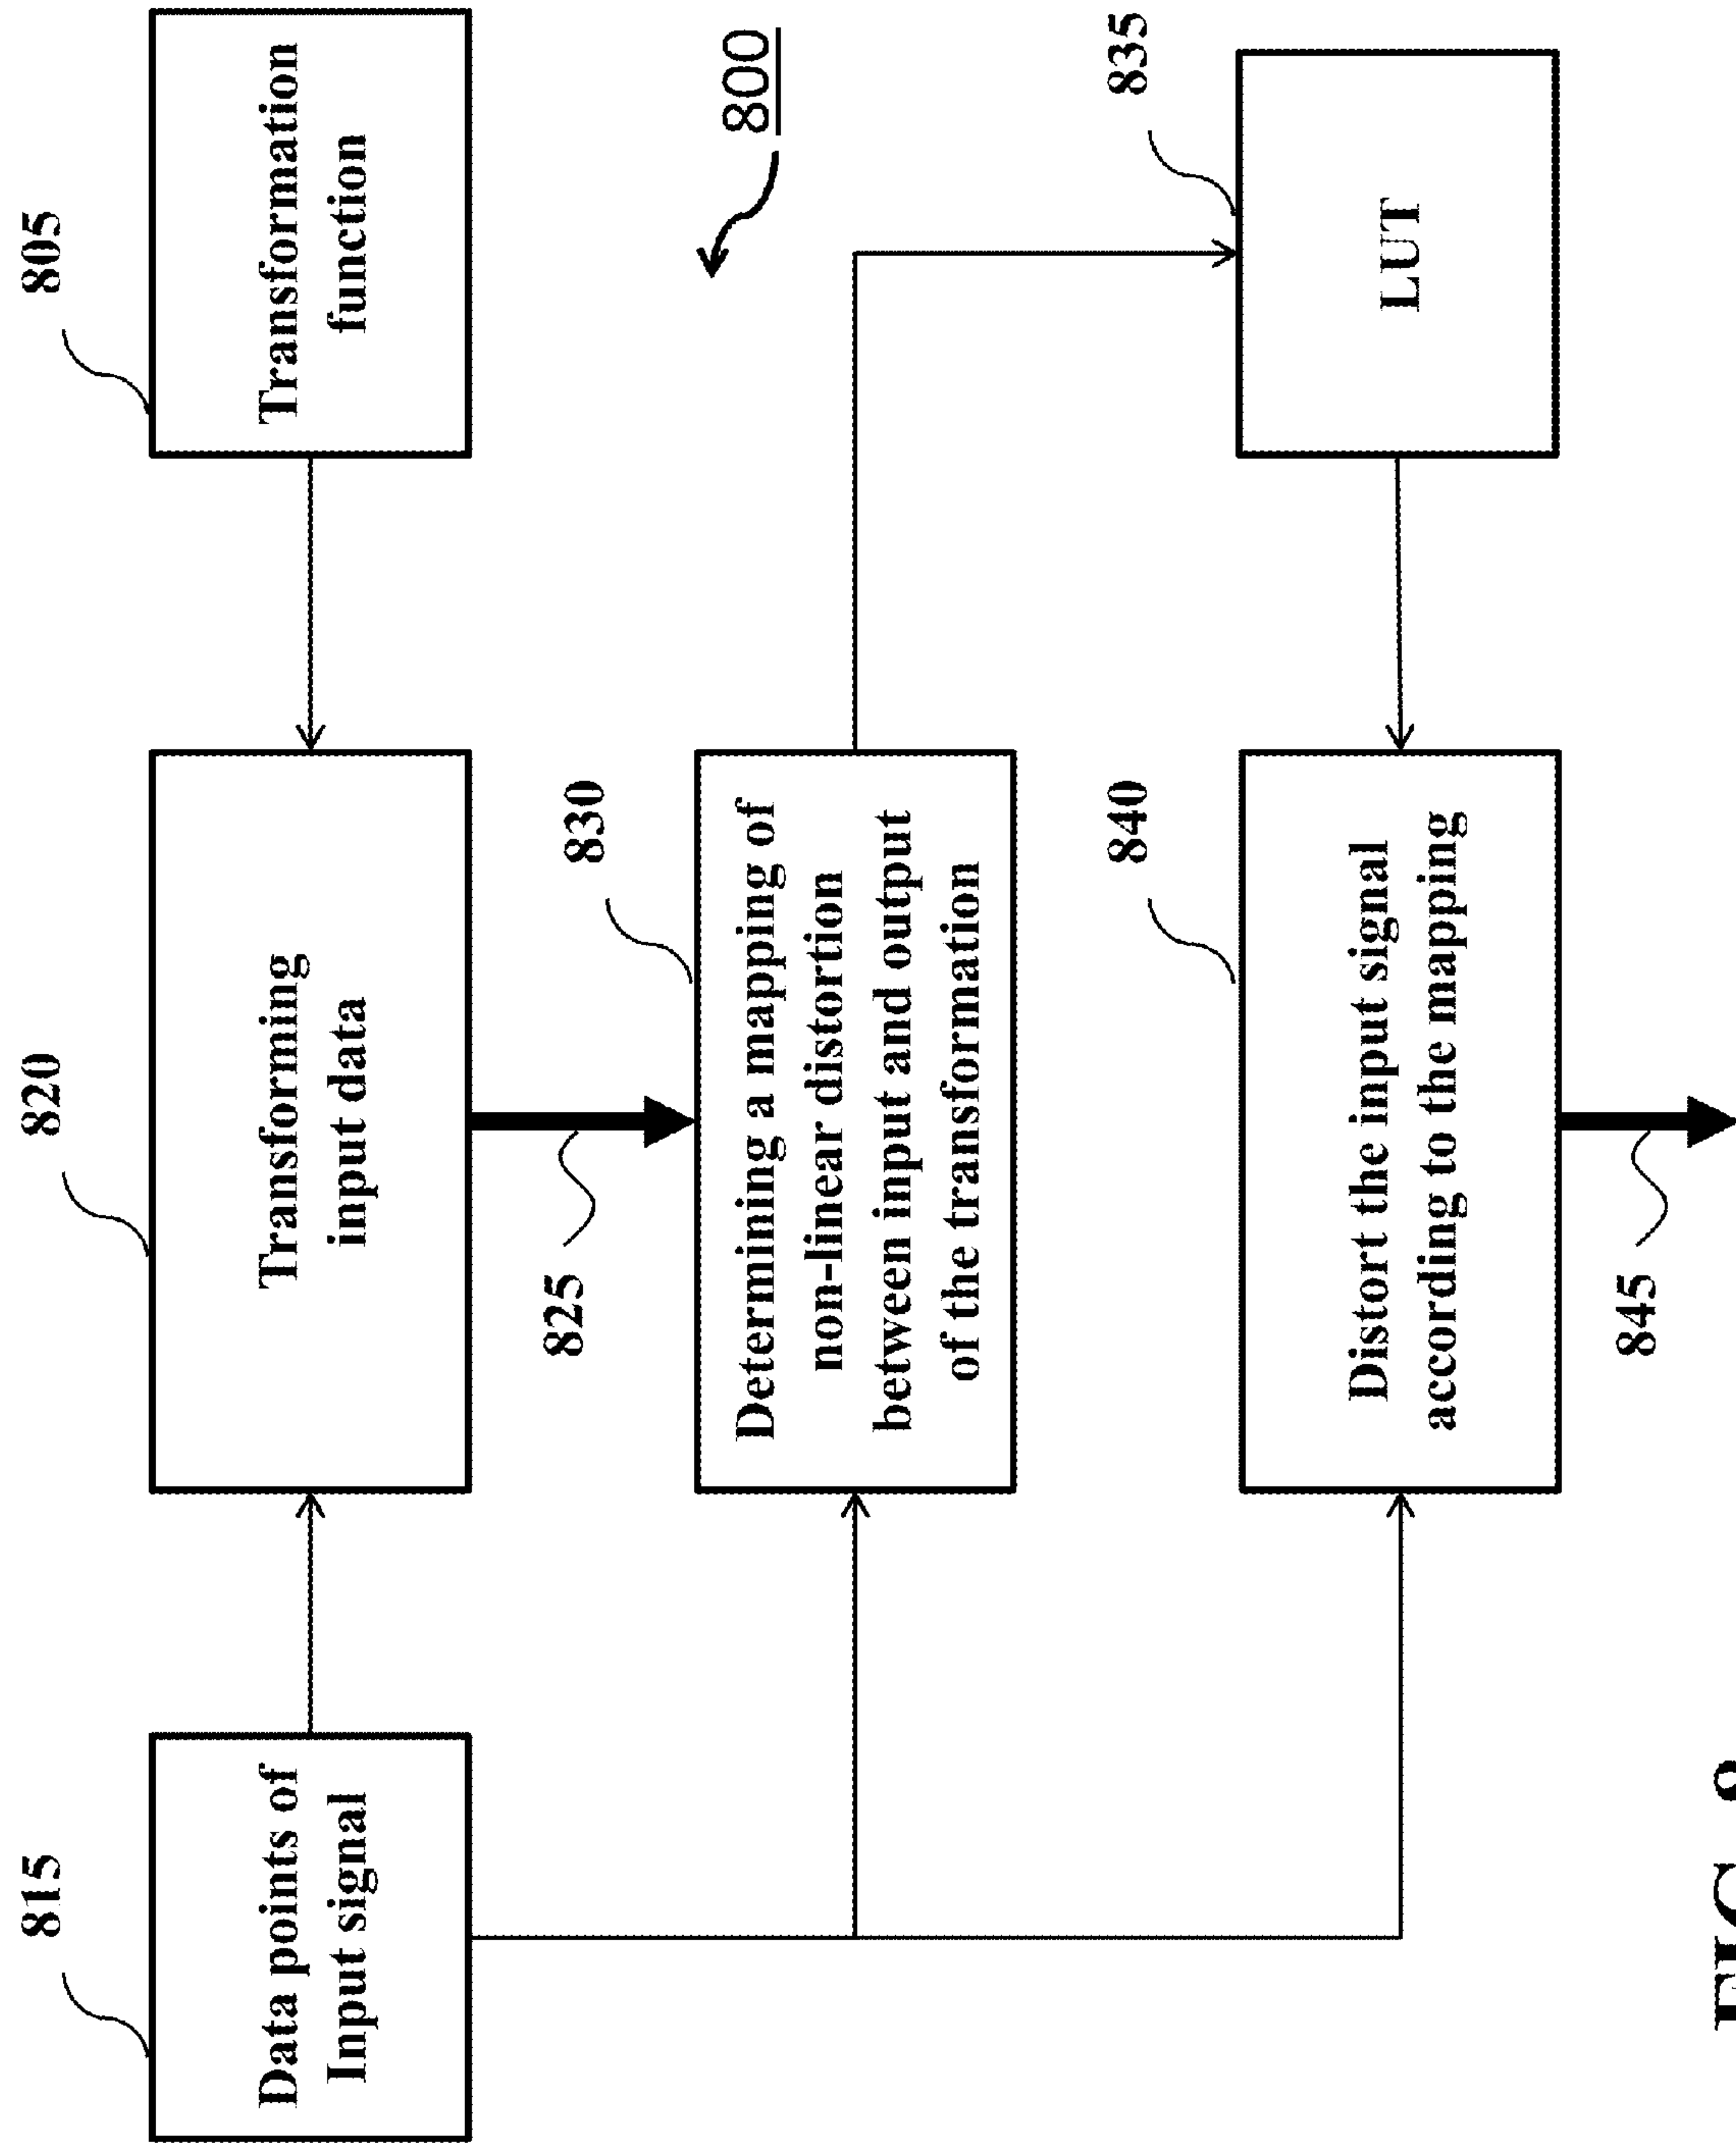 815
Data points of
Input signal
820
Transforming
input data
805
Transformation
function
825
830
Determining a mapping of
non-linear distortion
between input and output
of the transformation
800
840
Distort the input signal
according to the mapping
835
LUT
845
FIG. 8